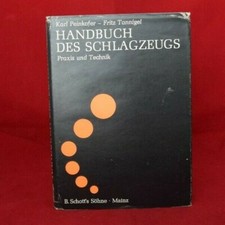 Karl Peinkofer - Fritz Tannigel
HANDBUCH
DES SCHLAGZEUGS
Praxis und Technik
B. Schott's Söhne · Mainz